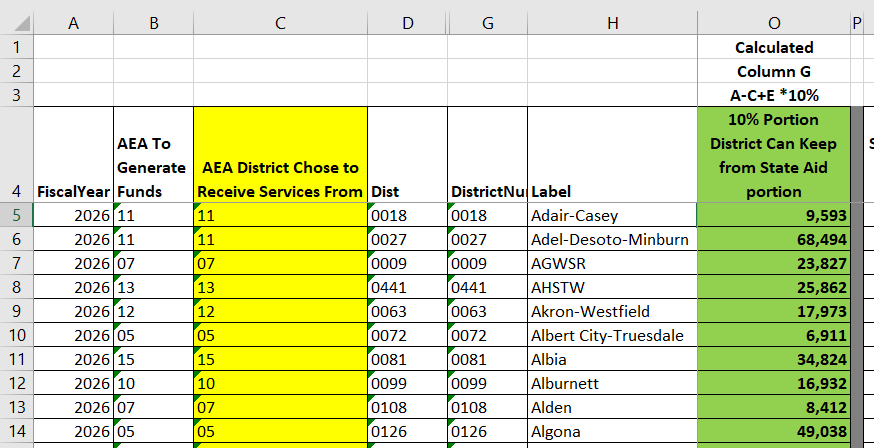 A B C D G H O P
1 Calculated
2 Column G
3 A-C+E *10%
10% Portion
AEA To District Can Keep
Generate AEA District Chose to from State Aid
4 FiscalYear Funds Receive Services From Dist DistrictNu Label portion
5 2026 11 11 0018 0018 Adair-Casey 9,593
6 2026 11 11 0027 0027 Adel-Desoto-Minburn 68,494
7 2026 07 07 0009 0009 AGWSR 23,827
8 2026 13 13 0441 0441 AHSTW 25,862
9 2026 12 12 0063 0063 Akron-Westfield 17,973
10 2026 05 05 0072 0072 Albert City-Truesdale 6,911
11 2026 15 15 0081 0081 Albia 34,824
12 2026 10 10 0099 0099 Alburnett 16,932
13 2026 07 07 0108 0108 Alden 8,412
14 2026 05 05 0126 0126 Algona 49,038